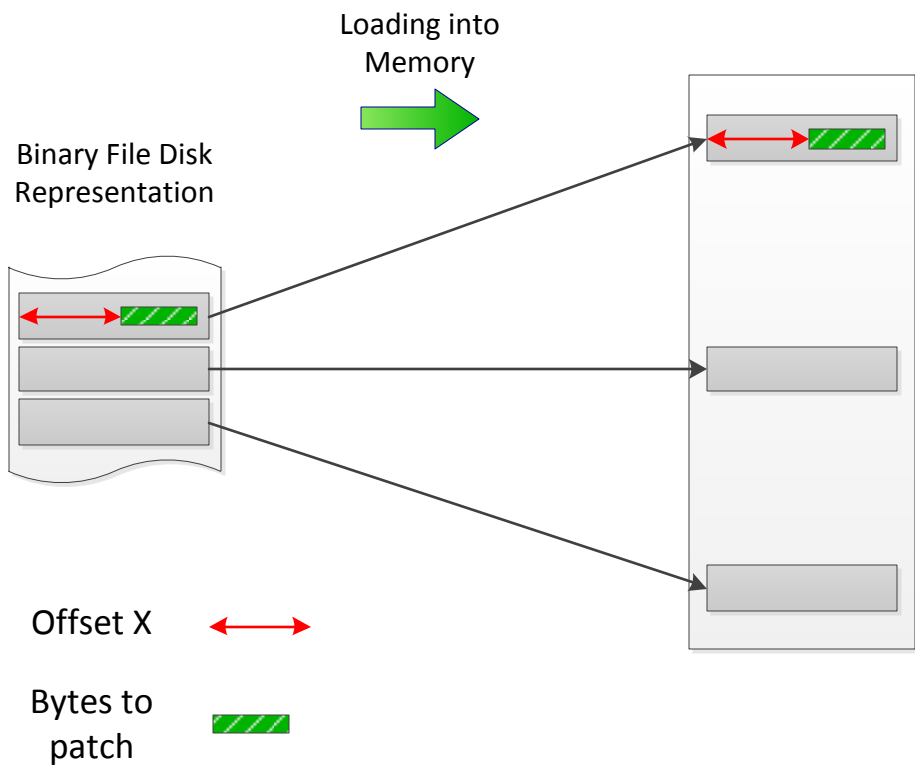 Loading into
Memory
Binary File Disk
Representation
Offset X
Bytes to
patch